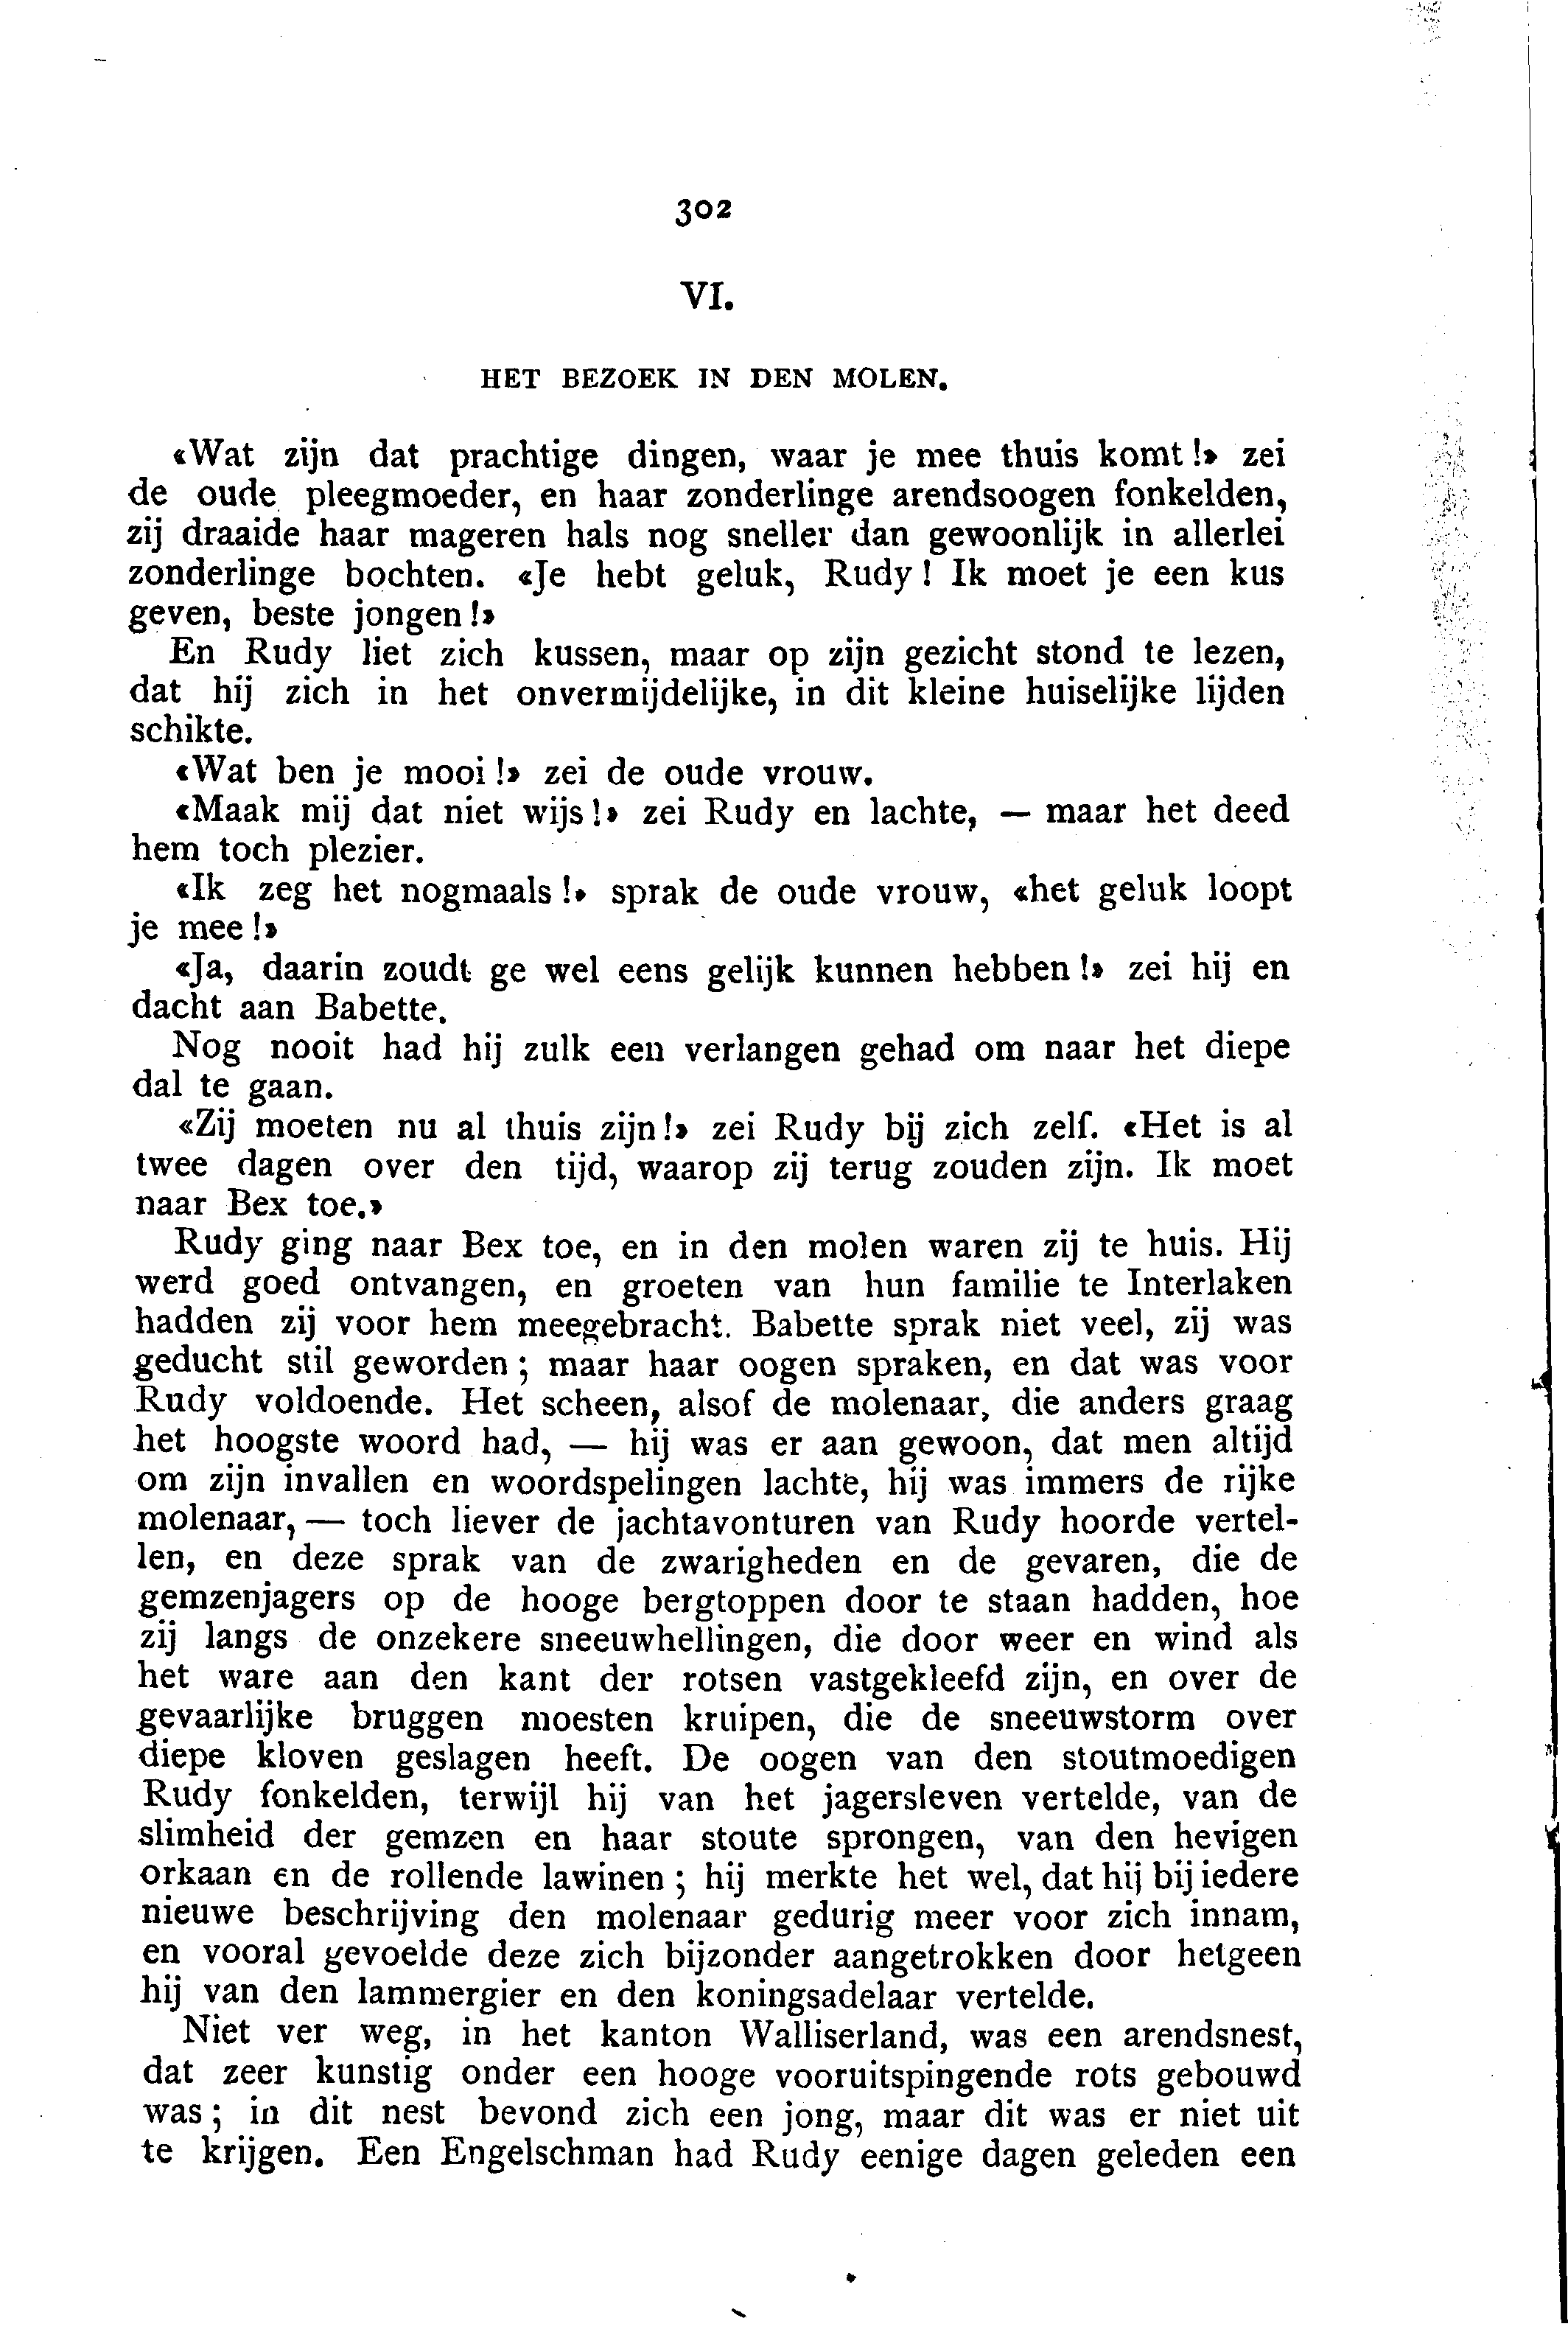 302
VI.
HET BEZOEK IN DEN MOLEN.
«Wat zijn dat prachtige dingen, waar je mee thuis komt!» zei
de oude pleegmoeder, en haar zonderlinge arendsoogen fonkelden,
zij draaide haar mageren hals nog sneller dan gewoonlijk in allerlei
zonderlinge bochten. «Je hebt geluk, Rudy! Ik moet je een kus
geven, beste jongen!»
En Rudy liet zich kussen, maar op zijn gezicht stond te lezen,
dat hij zich in het onvermijdelijke, in dit kleine huiselijke lijden
schikte.
«Wat ben je mooi!» zei de oude vrouw.
«Maak mij dat niet wijs!» zei Rudy en lachte, — maar het deed
hem toch plezier.
«Ik zeg het nogmaals!» sprak de oude vrouw, «het geluk loopt
je mee!»
«Ja, daarin zoudt ge wel eens gelijk kunnen hebben!» zei hij en
dacht aan Babette.
Nog nooit had hij zulk een verlangen gehad om naar het diepe
dal te gaan.
«Zij moeten nu al thuis zijn!» zei Rudy bij zich zelf. «Het is al
twee dagen over den tijd, waarop zij terug zouden zijn. Ik moet
naar Bex toe.»
Rudy ging naar Bex toe, en in den molen waren zij te huis. Hij
werd goed ontvangen, en groeten van hun familie te Interlaken
hadden zij voor hem meegebracht. Babette sprak niet veel, zij was
geducht stil geworden; maar haar oogen spraken, en dat was voor
Rudy voldoende. Het scheen, alsof de molenaar, die anders graag
het hoogste woord had, — hij was er aan gewoon, dat men altijd
om zijn invallen en woordspelingen lachte, hij was immers de rijke
molenaar, — toch liever de jachtavonturen van Rudy hoorde vertel-
len, en deze sprak van de zwarigheden en de gevaren, die de
gemzenjagers op de hooge bergtoppen door te staan hadden, hoe
zij langs de onzekere sneeuwhellingen, die door weer en wind als
het ware aan den kant der rotsen vastgekleefd zijn, en over de
gevaarlijke bruggen moesten kruipen, die de sneeuwstorm over
diepe kloven geslagen heeft. De oogen van den stoutmoedigen
Rudy fonkelden, terwijl hij van het jagersleven vertelde, van de
slimheid der gemzen en haar stoute sprongen, van den hevigen
orkaan en de rollende lawinen; hij merkte het wel, dat hij bij iedere
nieuwe beschrijving den molenaar gedurig meer voor zich innam,
en vooral gevoelde deze zich bijzonder aangetrokken door hetgeen
hij van den lammergier en den koningsadelaar vertelde.
Niet ver weg, in het kanton Walliserland, was een arendsnest,
dat zeer kunstig onder een hooge vooruitspingende rots gebouwd
was; in dit nest bevond zich een jong, maar dit was er niet uit
te krijgen. Een Engelschman had Rudy eenige dagen geleden een